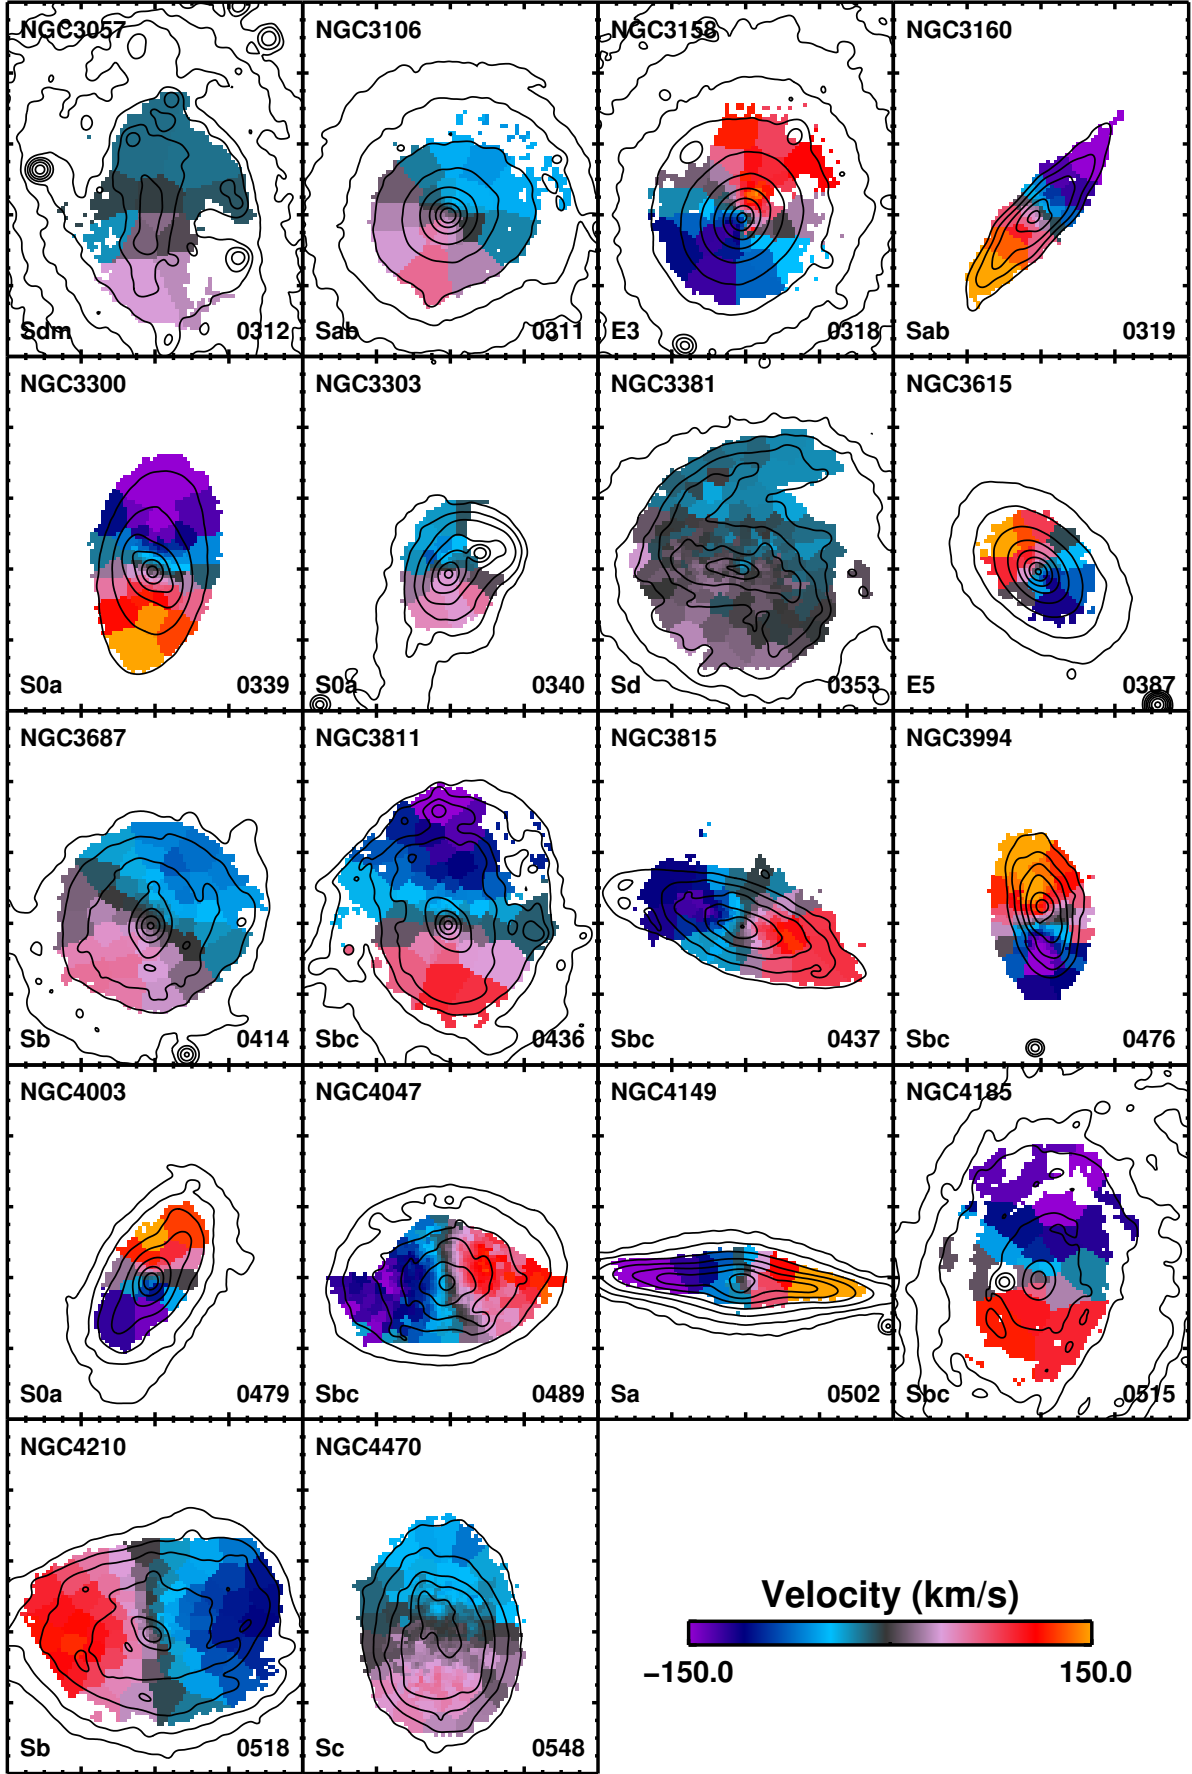 NGC3057
NGC3106
NGC3158
NGC3160
Sdm
0312
Sab
0311
E3
0318
Sab
0319
NGC3300
NGC3303
NGC3381
NGC3615
S0a
0339
S0a
0340
Sd
0353
E5
0387
NGC3687
NGC3811
NGC3815
NGC3994
Sb
0414
Sbc
0436
Sbc
0437
Sbc
0476
NGC4003
NGC4047
NGC4149
NGC4185
S0a
0479
Sbc
0489
Sa
0502
Sbc
0515
NGC4210
NGC4470
Sb
0518
Sc
0548
Velocity (km/s)
−150.0
150.0